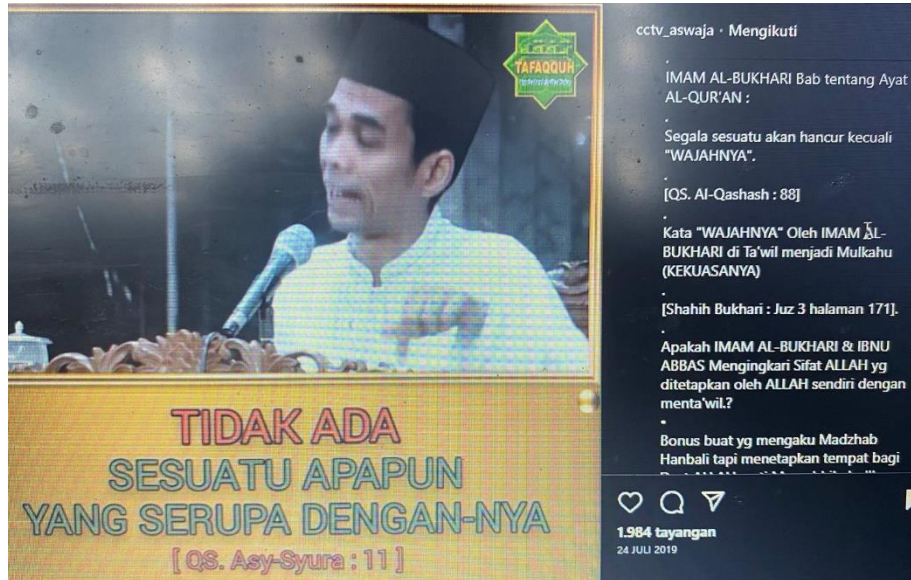 TAFAQQUH
TIDAK ADA
SESUATU APAPUN
YANG SERUPA DENGAN-NYA
[ QS. Asy-Syura : 11 ]
cctv_aswaja · Mengikuti
.
IMAM AL-BUKHARI Bab tentang Ayat
AL-QUR'AN :
.
Segala sesuatu akan hancur kecuali
"WAJAHNYA".
.
[QS. Al-Qashash : 88]
.
Kata "WAJAHNYA" Oleh IMAM AL-
BUKHARI di Ta'wil menjadi Mulkahu
(KEKUASANYA)
.
[Shahih Bukhari : Juz 3 halaman 171].
.
Apakah IMAM AL-BUKHARI & IBNU
ABBAS Mengingkari Sifat ALLAH yg
ditetapkan oleh ALLAH sendiri dengan
menta'wil.?
.
Bonus buat yg mengaku Madzhab
Hanbali tapi menetapkan tempat bagi
1.984 tayangan
24 JULI 2019